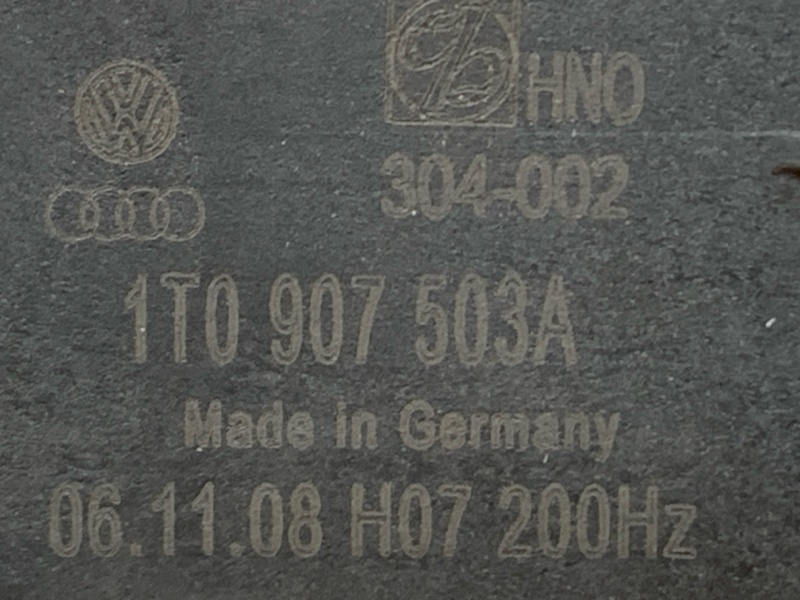 HNO
304-002
1T0 907 503A
Made in Germany
06.11.08 H07 200Hz